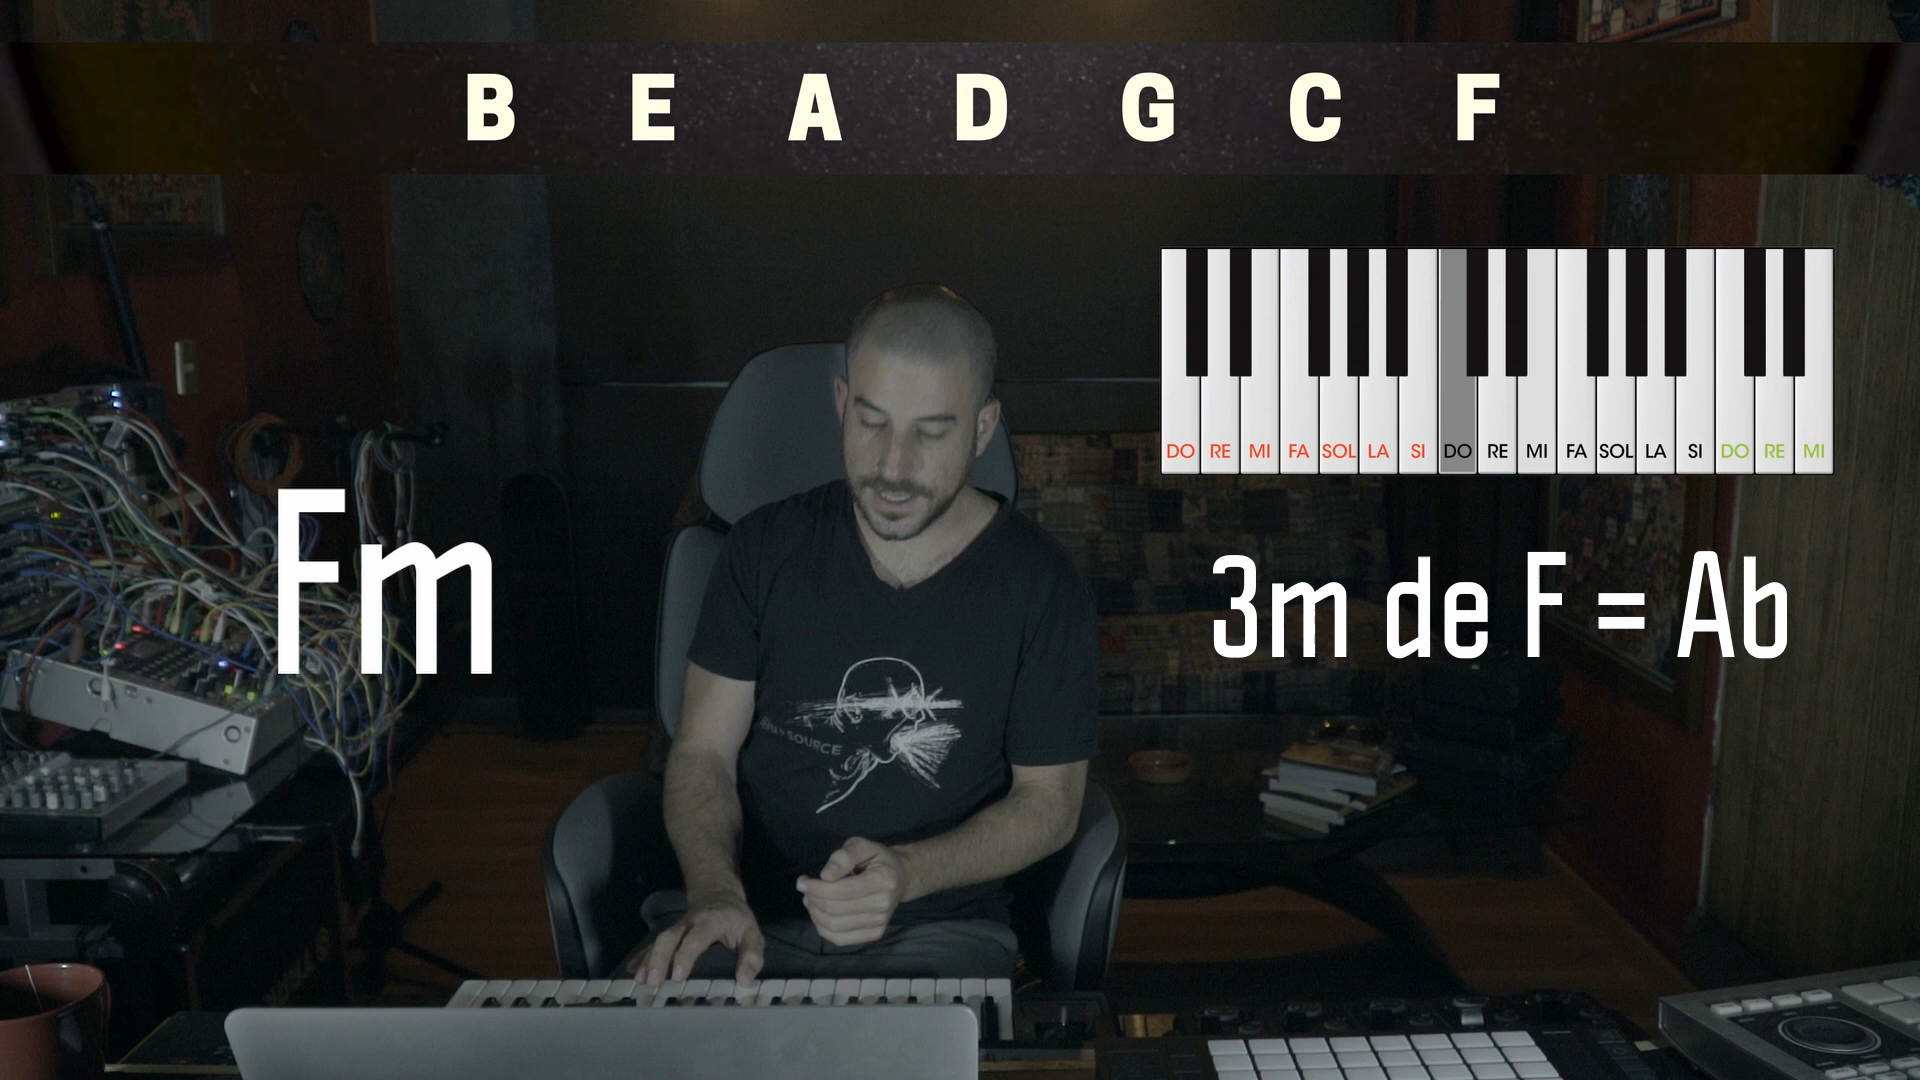 B E A D G C F
DO RE MI FA SOL LA SI DO RE MI FA SOL LA SI DO RE MI
Fm
3m de F = Ab
SOURCE